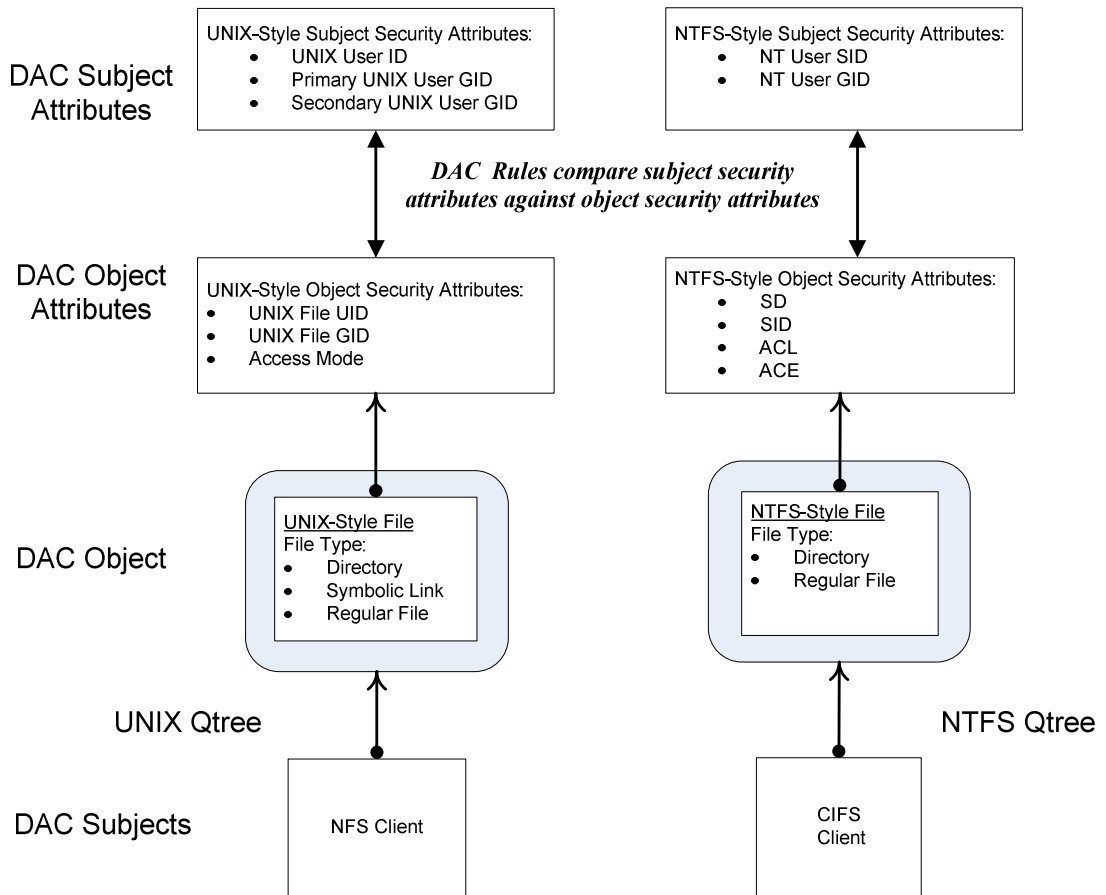 DAC Subject
Attributes
UNIX-Style Subject Security Attributes:
• UNIX User ID
• Primary UNIX User GID
• Secondary UNIX User GID
NTFS-Style Subject Security Attributes:
• NT User SID
• NT User GID
DAC Rules compare subject security
attributes against object security attributes
DAC Object
Attributes
UNIX-Style Object Security Attributes:
• UNIX File UID
• UNIX File GID
• Access Mode
NTFS-Style Object Security Attributes:
• SD
• SID
• ACL
• ACE
DAC Object
UNIX-Style File
File Type:
• Directory
• Symbolic Link
• Regular File
NTFS-Style File
File Type:
• Directory
• Regular File
UNIX Qtree
NTFS Qtree
DAC Subjects
NFS Client
CIFS
Client